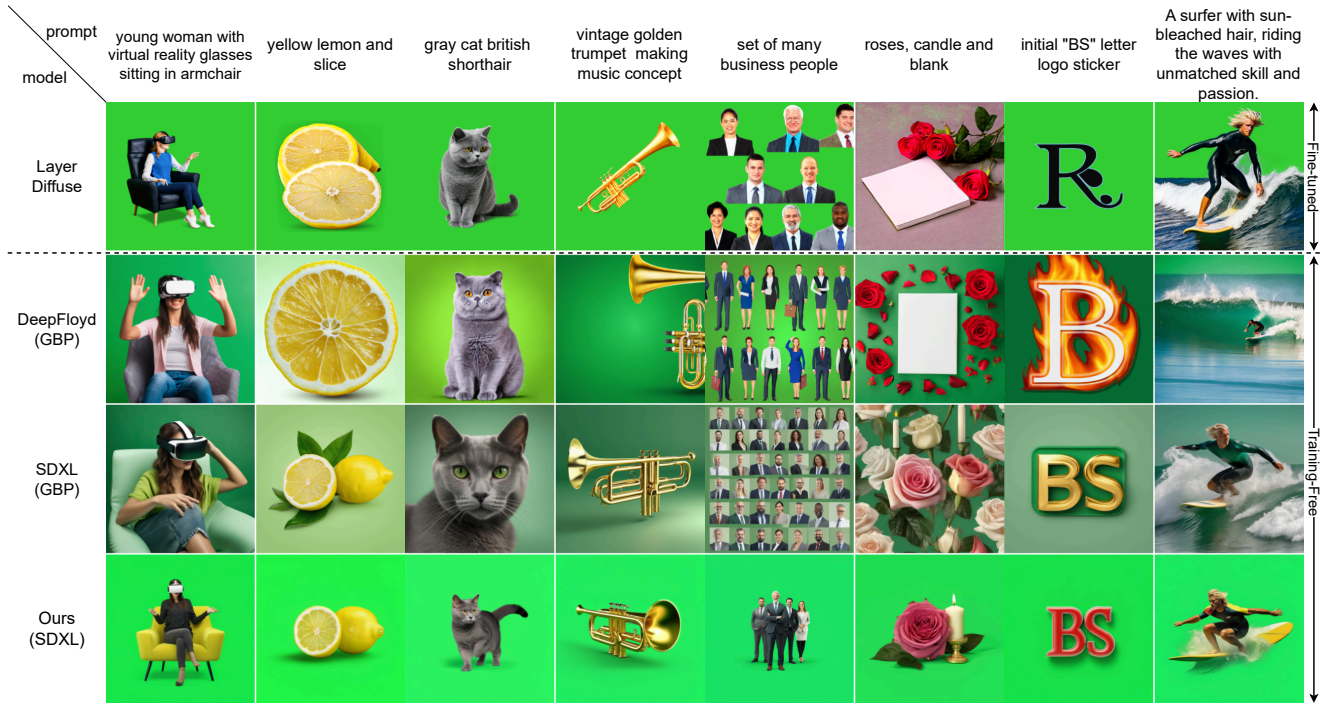 prompt
model
young woman with
virtual reality glasses
sitting in armchair
yellow lemon and
slice
gray cat british
shorthair
vintage golden
trumpet making
music concept
set of many
business people
roses, candle and
blank
initial "BS" letter
logo sticker
A surfer with sun-
bleached hair, riding
the waves with
unmatched skill and
passion.
Layer
Diffuse
R
Fine-tuned
DeepFloyd
(GBP)
B
SDXL
(GBP)
BS
Training-Free
Ours
(SDXL)
BS